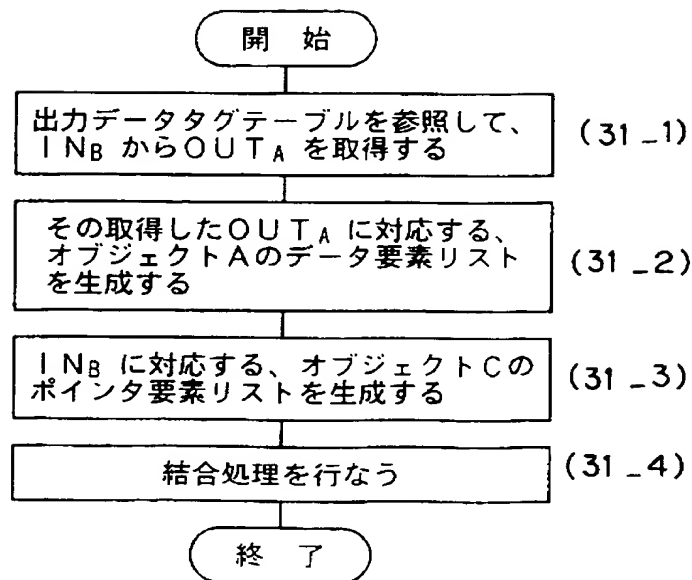 開 始
出力データタグテーブルを参照して、
INB からOUTA を取得する
(31_1)
その取得したOUTA に対応する、
オブジェクトAのデータ要素リスト
を生成する
(31_2)
INB に対応する、オブジェクトCの
ポインタ要素リストを生成する
(31_3)
結合処理を行なう
(31_4)
終 了